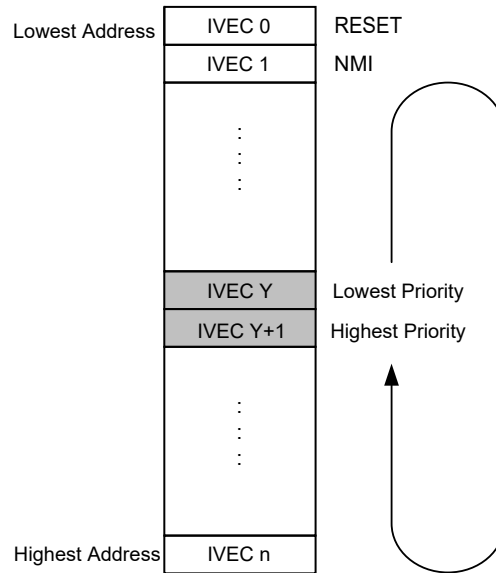 Lowest Address IVEC 0 RESET
IVEC 1 NMI
:
:
:
IVEC Y Lowest Priority
IVEC Y+1 Highest Priority
:
:
:
Highest Address IVEC n